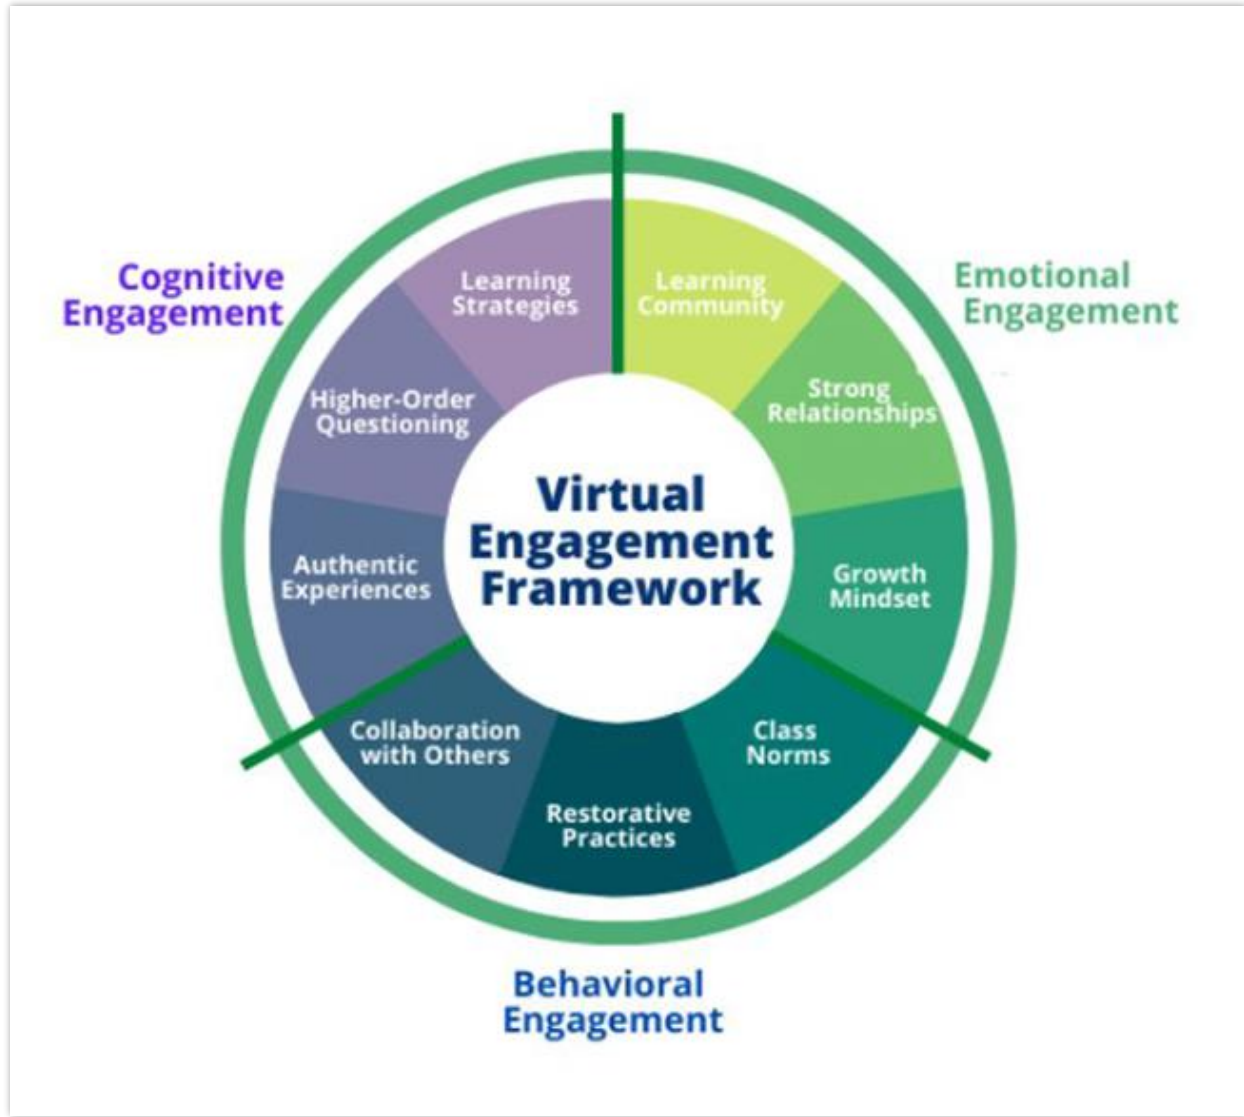 Cognitive
Engagement
Emotional
Engagement
Learning
Strategies
Learning
Community
Higher-Order
Questioning
Strong
Relationships
Virtual
Engagement
Framework
Authentic
Experiences
Growth
Mindset
Collaboration
with Others
Class
Norms
Restorative
Practices
Behavioral
Engagement